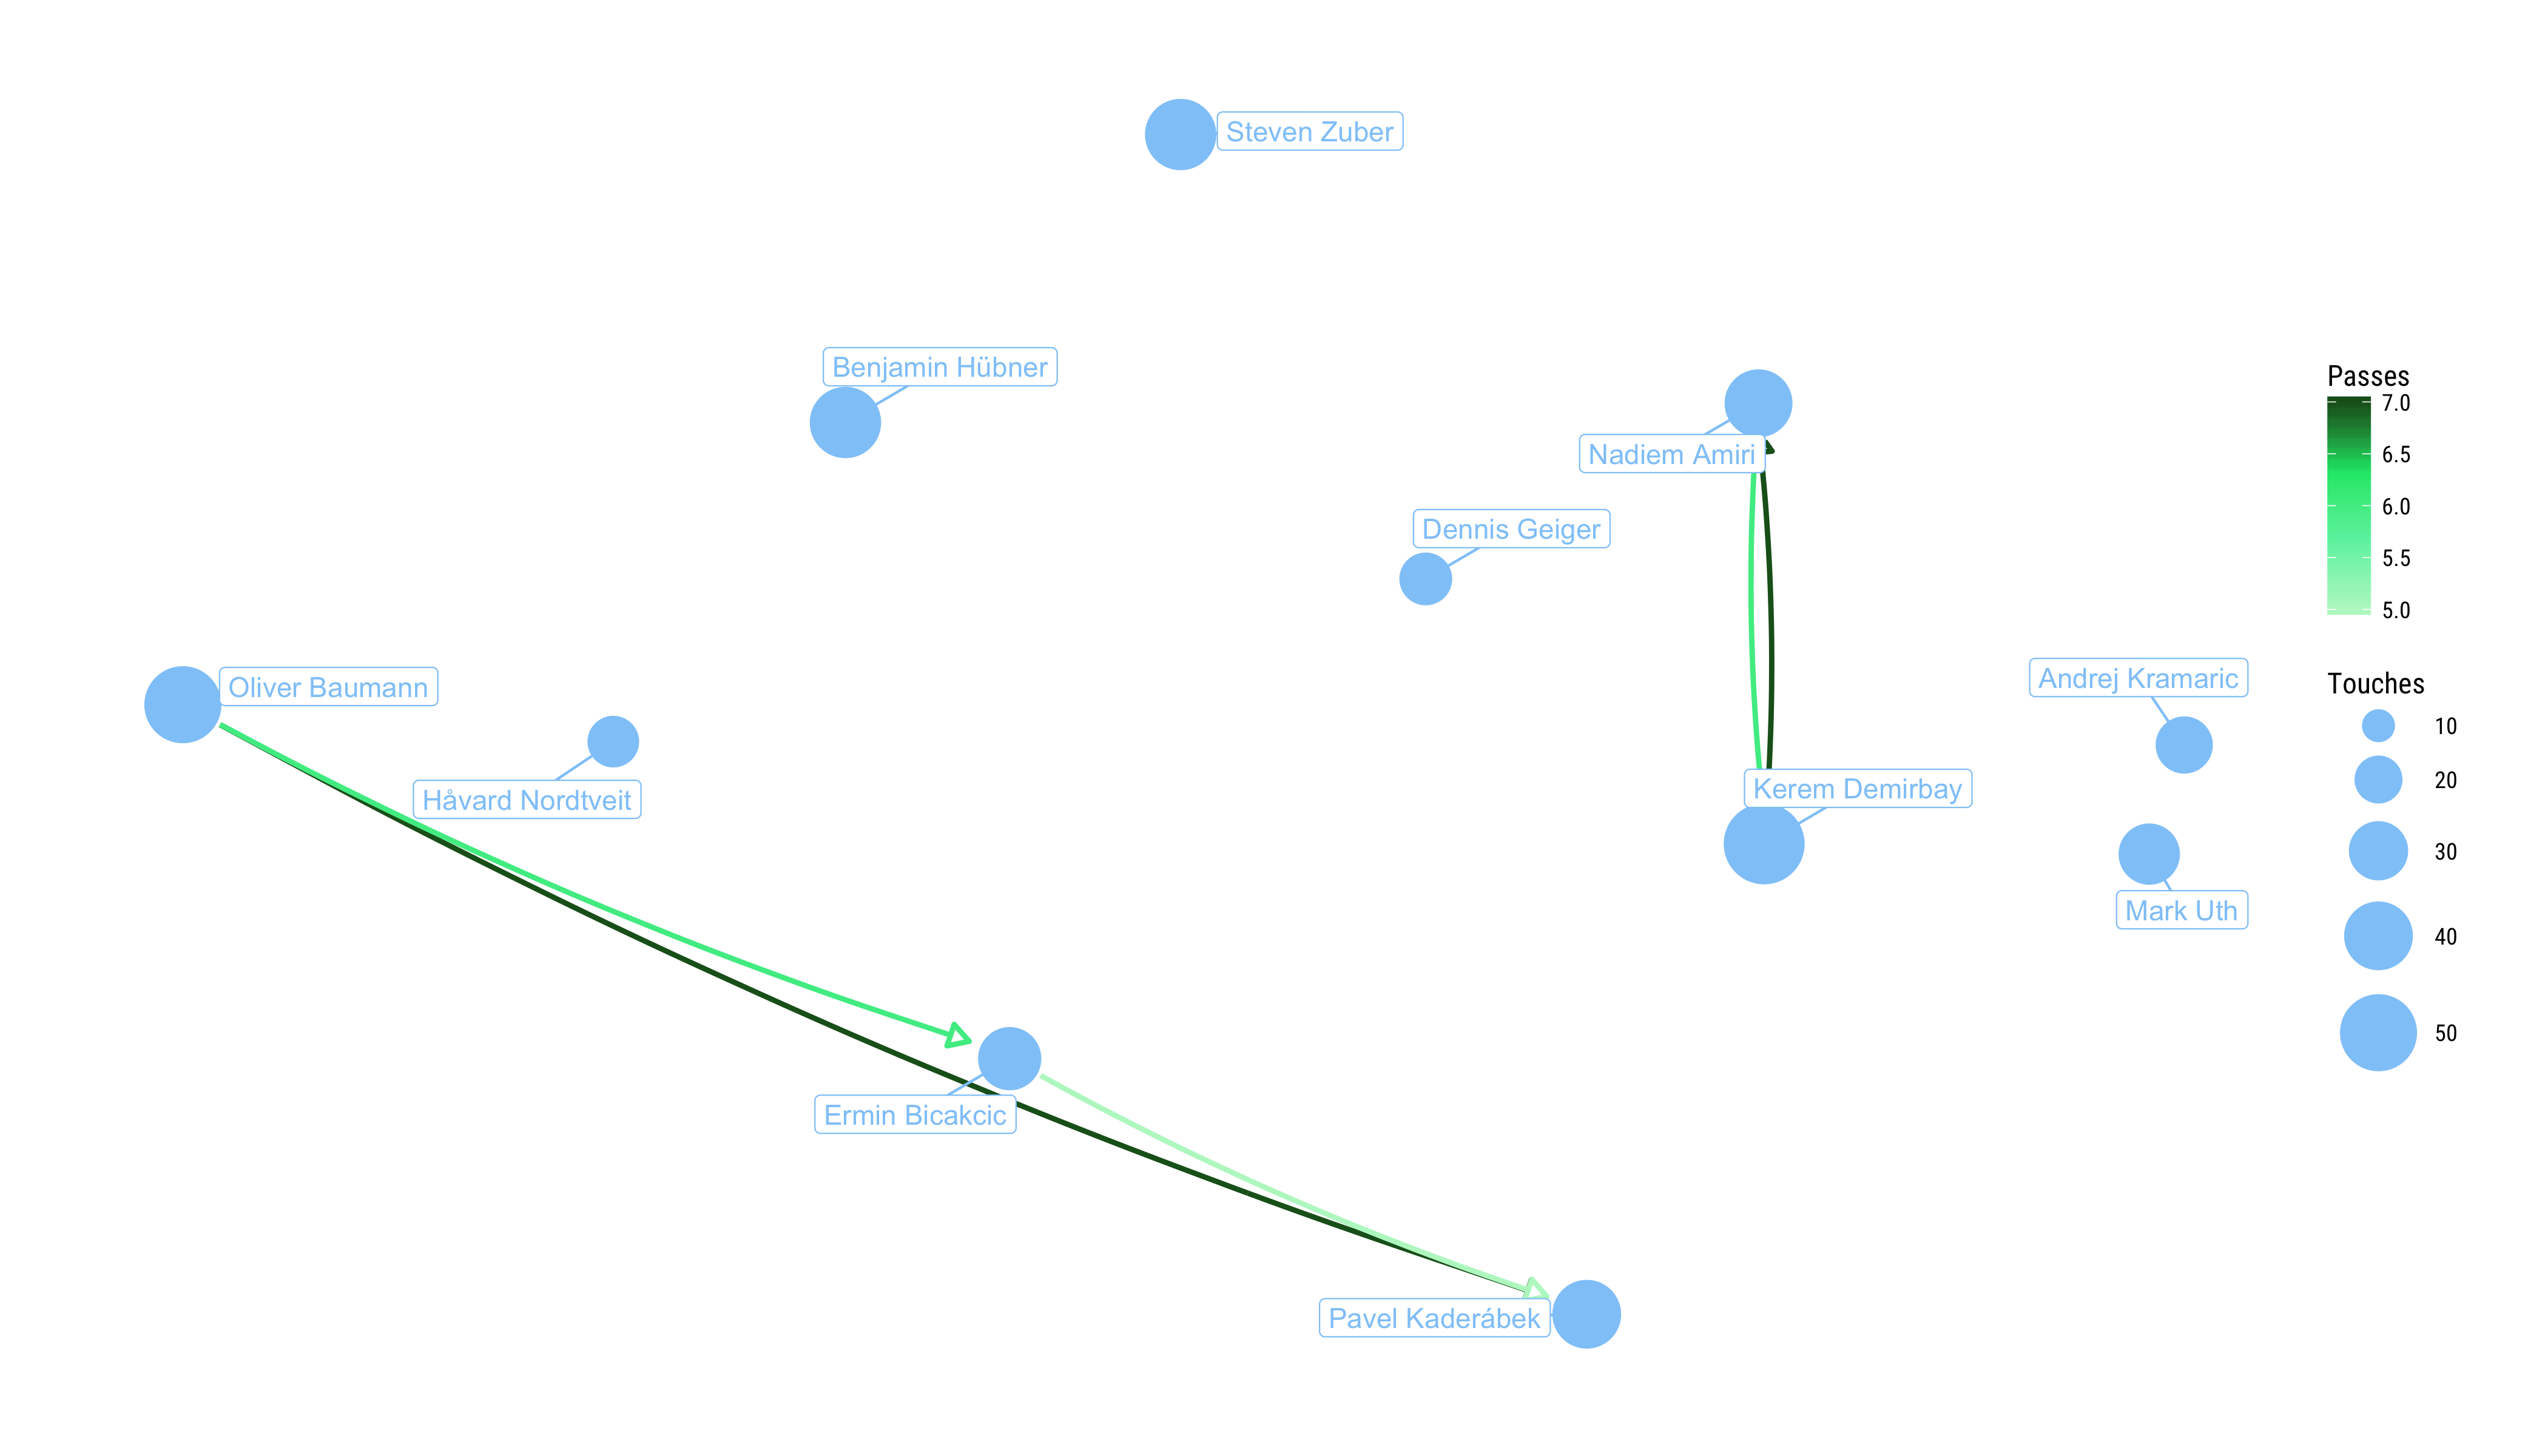 Steven Zuber
Benjamin Hübner
Nadiem Amiri
Dennis Geiger
Oliver Baumann
Håvard Nordtveit
Andrej Kramaric
Kerem Demirbay
Mark Uth
Ermin Bicakcic
Pavel Kaderábek
Passes
7.0
6.5
6.0
5.5
5.0
Touches
10
20
30
40
50